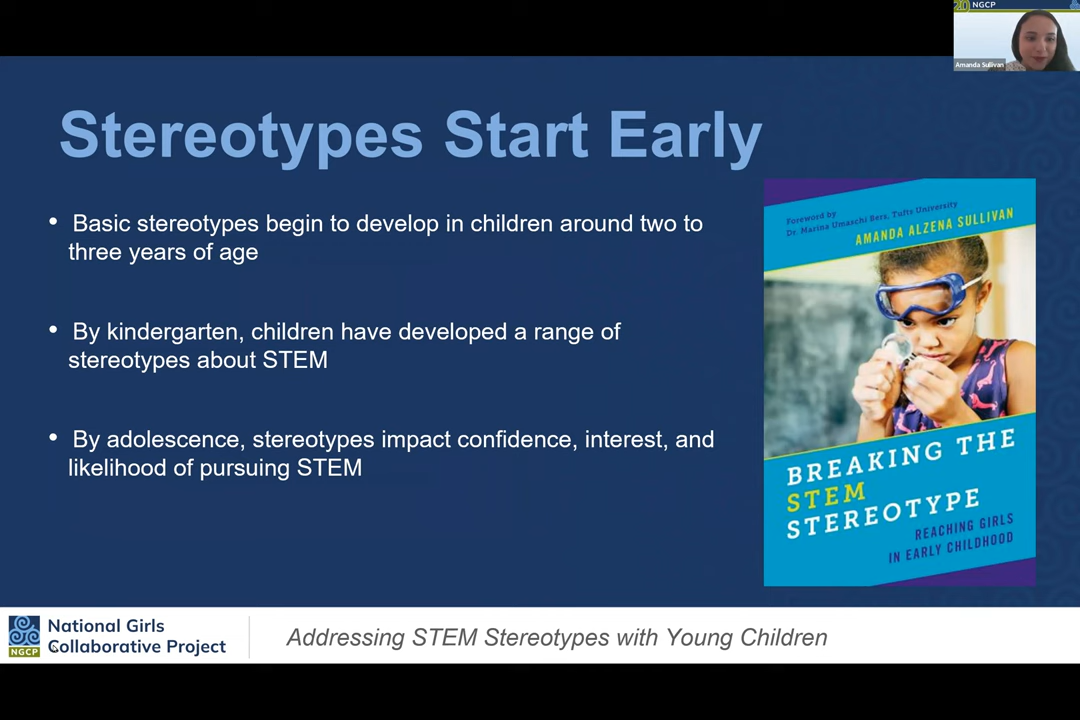 NGCP
Amanda Sullivan
Stereotypes Start Early
• Basic stereotypes begin to develop in children around two to
three years of age
• By kindergarten, children have developed a range of
stereotypes about STEM
• By adolescence, stereotypes impact confidence, interest, and
likelihood of pursuing STEM
Foreword by
Dr. Marina Umaschi Bers, Tufts University
AMANDA ALZENA SULLIVAN
BREAKING THE
STEM
STEREOTYPE
REACHING GIRLS
IN EARLY CHILDHOOD
NGCP
National Girls
Collaborative Project
Addressing STEM Stereotypes with Young Children